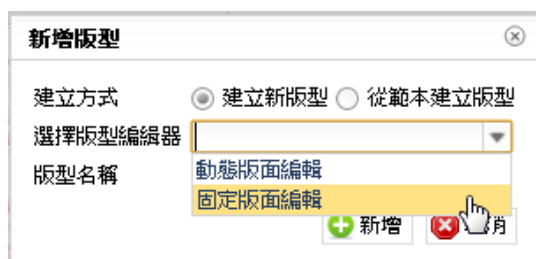 新增版型
建立方式 建立新版型 從範本建立版型
選擇版型編緝器
動態版面編輯
版型名稱
固定版面編輯
新增 消